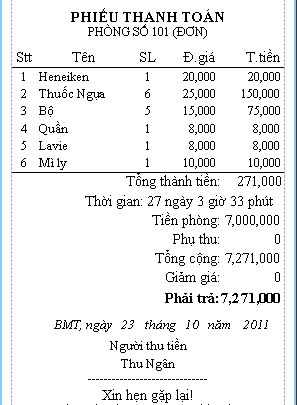 PHIẾU THANH TOÁN
PHÒNG SỐ 101 (ĐƠN)
Stt Tên SL Đ.giá T.tiền
1 Heneiken 1 20,000 20,000
2 Thuốc Ngựa 6 25,000 150,000
3 Bò 5 15,000 75,000
4 Quần 1 8,000 8,000
5 Lavie 1 8,000 8,000
6 Mì ly 1 10,000 10,000
Tổng thành tiền: 271,000
Thời gian: 27 ngày 3 giờ 33 phút
Tiền phòng: 7,000,000
Phụ thu: 0
Tổng cộng: 7,271,000
Giảm giá: 0
Phải trả: 7,271,000
BMT, ngày 23 tháng 10 năm 2011
Người thu tiền
Thu Ngân
------------------------------
Xin hẹn gặp lại!